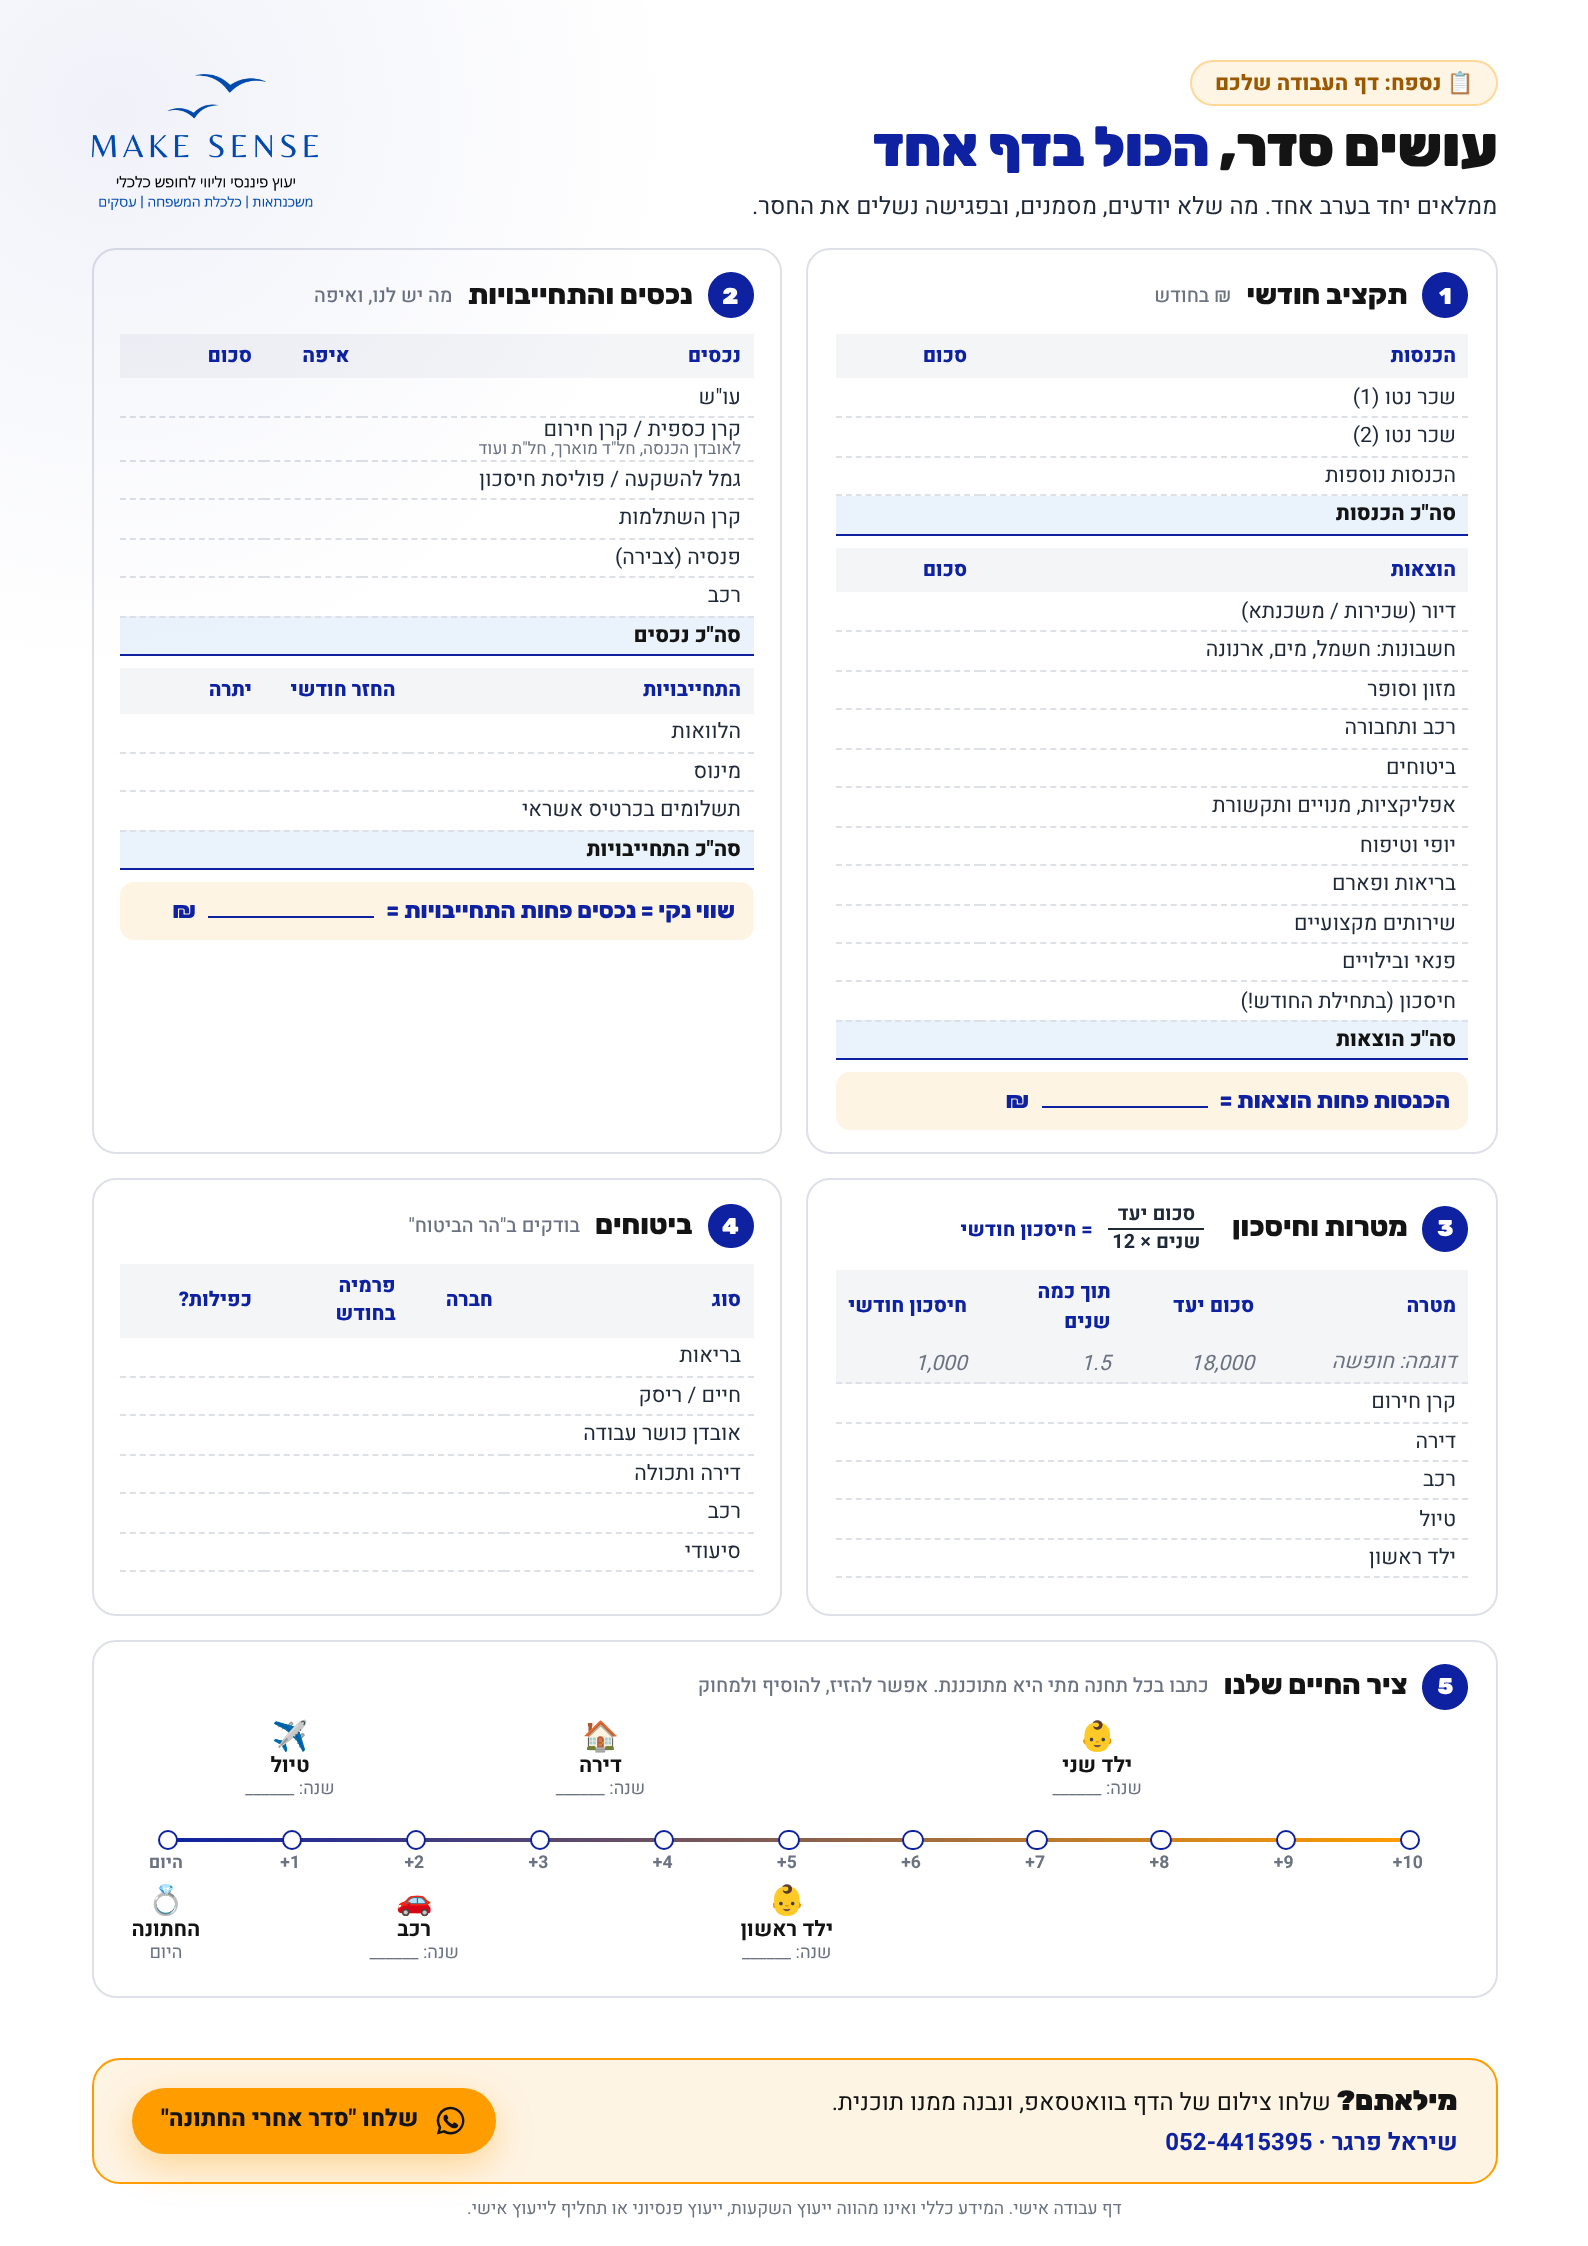 📋 נספח: דף העבודה שלכם
עושים סדר, הכול בדף אחד
ממלאים יחד בערב אחד. מה שלא יודעים, מסמנים, ובפגישה נשלים את החסר.
MAKE SENSE
יעוץ פיננסי וליווי לחופש כלכלי
משכנתאות | כלכלת המשפחה | עסקים
1 תקציב חודשי ₪ בחודש
הכנסות סכום
שכר נטו (1)
שכר נטו (2)
הכנסות נוספות
סה"כ הכנסות
הוצאות סכום
דיור (שכירות / משכנתא)
חשבונות: חשמל, מים, ארנונה
מזון וסופר
רכב ותחבורה
ביטוחים
אפליקציות, מנויים ותקשורת
יופי וטיפוח
בריאות ופארם
שירותים מקצועיים
פנאי ובילויים
חיסכון (בתחילת החודש!)
סה"כ הוצאות
הכנסות פחות הוצאות = ________ ₪
2 נכסים והתחייבויות מה יש לנו, ואיפה
נכסים איפה סכום
עו"ש
קרן כספית / קרן חירום
לאובדן הכנסה, חל"ד מוארך, חל"ת ועוד
גמל להשקעה / פוליסת חיסכון
קרן השתלמות
פנסיה (צבירה)
רכב
סה"כ נכסים
התחייבויות החזר חודשי יתרה
הלוואות
מינוס
תשלומים בכרטיס אשראי
סה"כ התחייבויות
שווי נקי = נכסים פחות התחייבויות = ________ ₪
3 מטרות וחיסכון סכום יעד
שנים × 12 = חיסכון חודשי
מטרה סכום יעד תוך כמה שנים חיסכון חודשי
דוגמה: חופשה 18,000 1.5 1,000
קרן חירום
דירה
רכב
טיול
ילד ראשון
4 ביטוחים בודקים ב"הר הביטוח"
סוג חברה פרמיה בחודש כפילות?
בריאות
חיים / ריסק
אובדן כושר עבודה
דירה ותכולה
רכב
סיעודי
5 ציר החיים שלנו כתבו בכל תחנה מתי היא מתוכננת. אפשר להזיז, להוסיף ולמחוק
טיול דירה ילד שני
שנה: _____ שנה: _____ שנה: _____
היום +1 +2 +3 +4 +5 +6 +7 +8 +9 +10
החתונה רכב ילד ראשון
היום שנה: _____ שנה: _____
מילאתם? שלחו צילום של הדף בוואטסאפ, ונבנה ממנו תוכנית.
שיראל פרגר · 052-4415395
שלחו "סדר אחרי החתונה"
דף עבודה אישי. המידע כללי ואינו מהווה ייעוץ השקעות, ייעוץ פנסיוני או תחליף לייעוץ אישי.